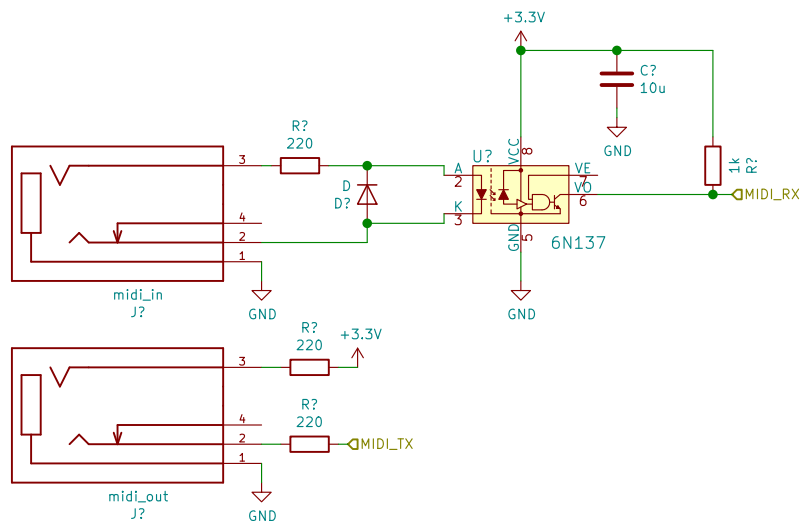 +3.3V
C?
10u
GND
R?
220
3
D
D?
4
2
1
GND
midi_in
J?
U?
A
2
K
3
VCC
8
VE
7
VO
6
GND
5
6N137
GND
1k
R?
MIDI_RX
R?
220
+3.3V
3
R?
220
4
2
MIDI_TX
1
GND
midi_out
J?